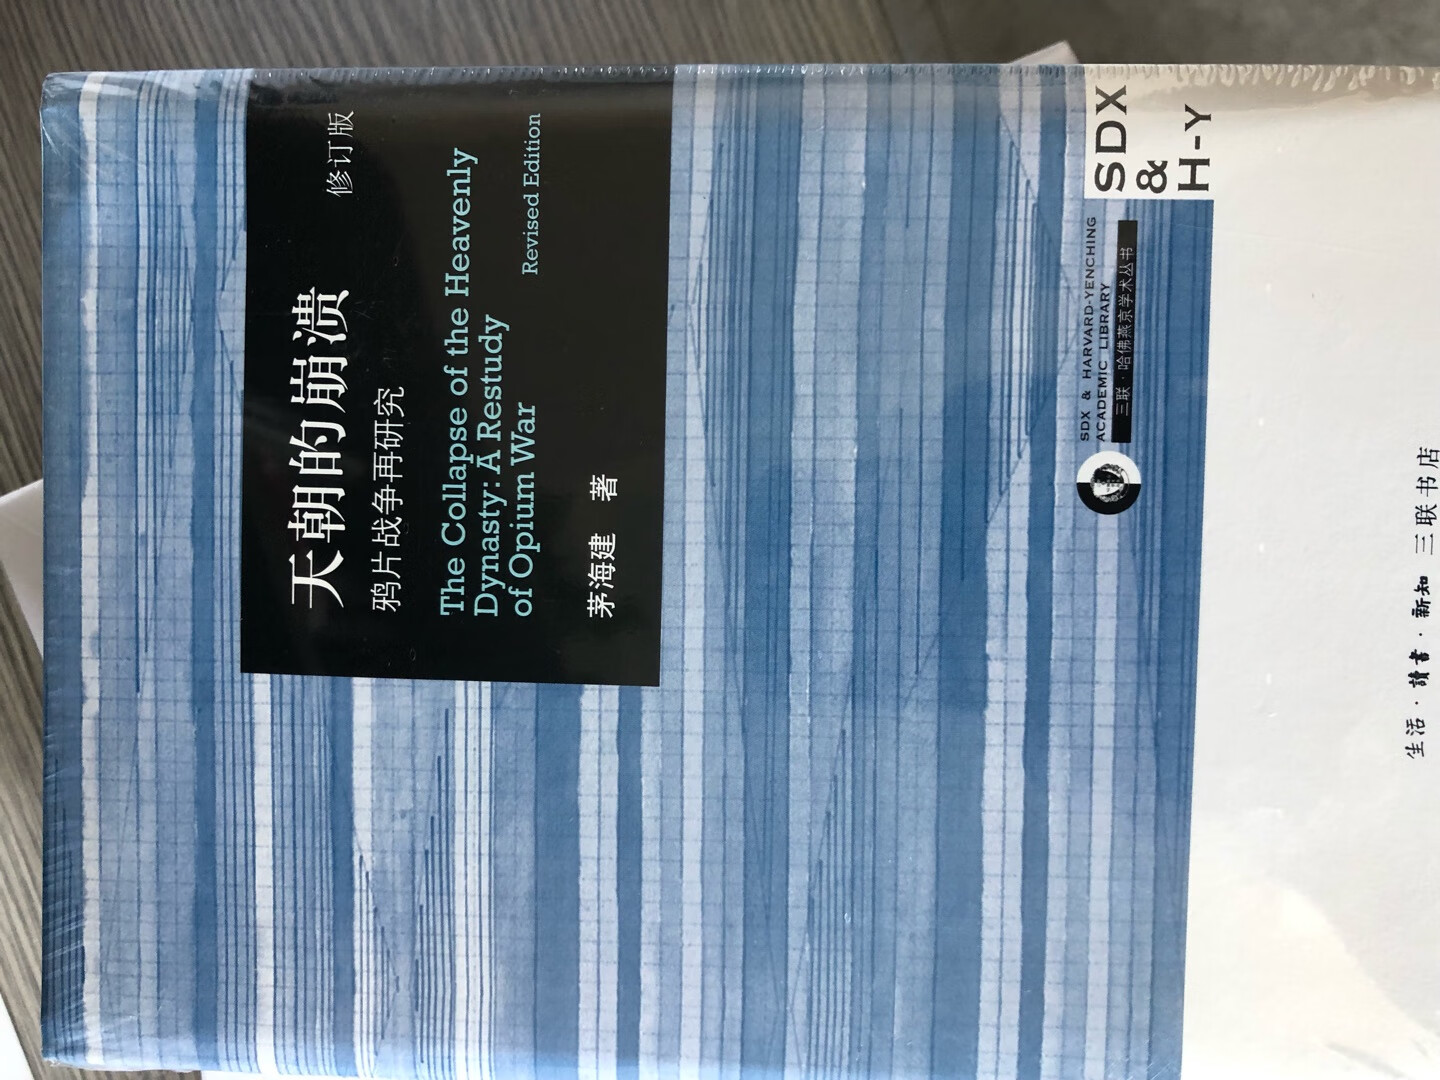 天朝的崩溃
修订版
鸦片战争再研究
The Collapse of the Heavenly
Dynasty: A Restudy
of Opium War
Revised Edition
茅海建 著
SDX
&
H-Y
SDX & HARVARD-YENCHING
ACADEMIC LIBRARY
三联·哈佛燕京学术丛书
生活·讀書·新知 三联书店